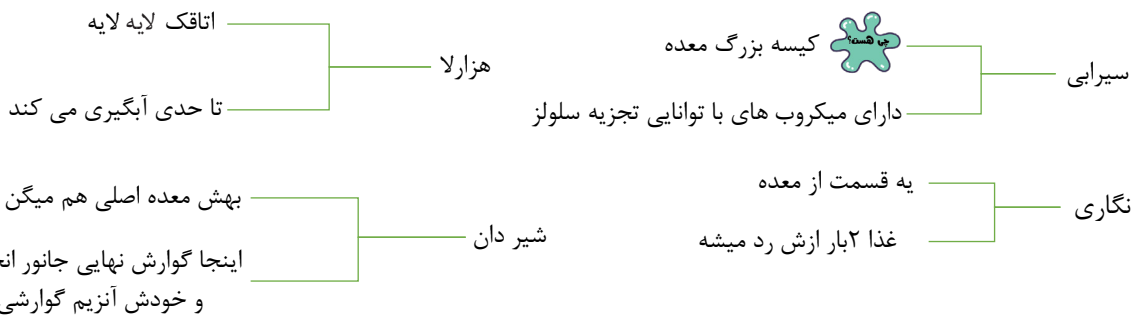 سیرابی
جی هست؟
کیسه بزرگ معده
دارای میکروب های با توانایی تجزیه سلولز
نگاری
یه قسمت از معده
غذا ۲بار ازش رد میشه
هزارلا
اتاقک لایه لایه
تا حدی آبگیری می کند
شیر دان
بهش معده اصلی هم میگن
اینجا گوارش نهایی جانور
و خودش آنزیم گوارشی